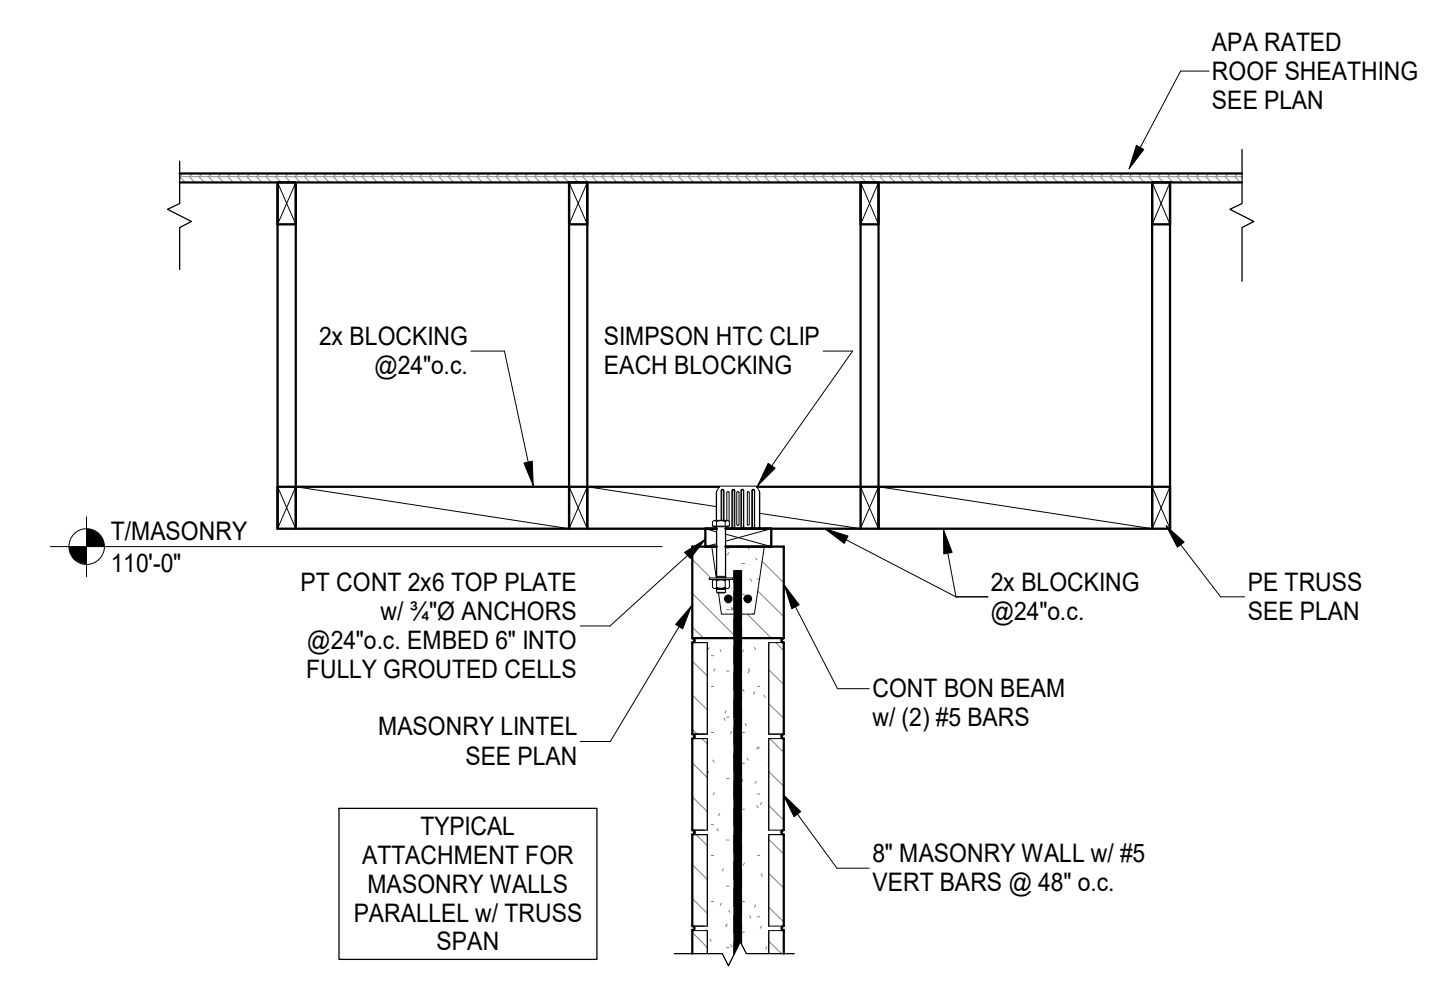 APA RATED
ROOF SHEATHING
SEE PLAN
2x BLOCKING
@24"o.c.
SIMPSON HTC CLIP
EACH BLOCKING
T/MASONRY
110'-0"
PT CONT 2x6 TOP PLATE
w/ ¾"Ø ANCHORS
@24"o.c. EMBED 6" INTO
FULLY GROUTED CELLS
2x BLOCKING
@24"o.c.
PE TRUSS
SEE PLAN
MASONRY LINTEL
SEE PLAN
CONT BON BEAM
w/ (2) #5 BARS
TYPICAL
ATTACHMENT FOR
MASONRY WALLS
PARALLEL w/ TRUSS
SPAN
8" MASONRY WALL w/ #5
VERT BARS @ 48" o.c.